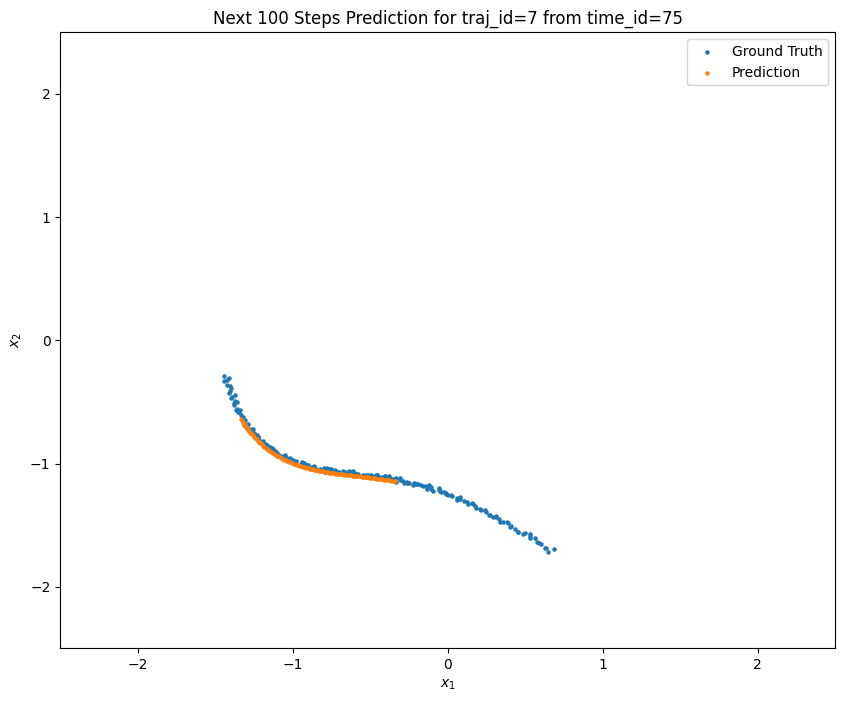 Next 100 Steps Prediction for traj_id=7 from time_id=75
Ground Truth
Prediction
2
1
0
−1
−2
x₂
−2
−1
0
1
2
x₁